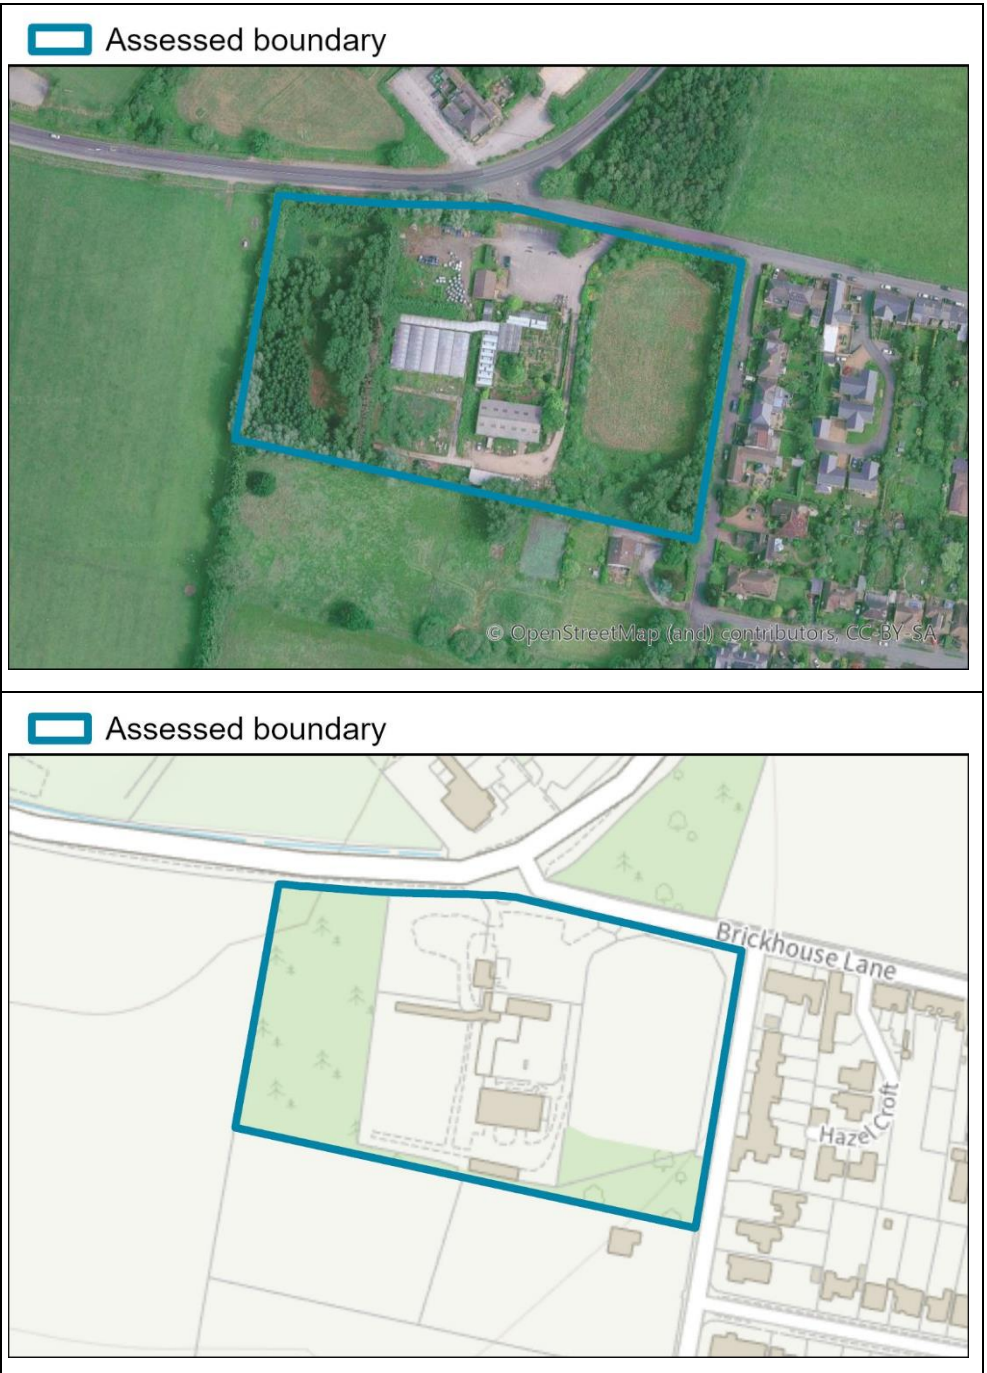 Assessed boundary
© OpenStreetMap (and) contributors, CC-BY-SA
Assessed boundary
Brickhouse Lane
Hazel Croft